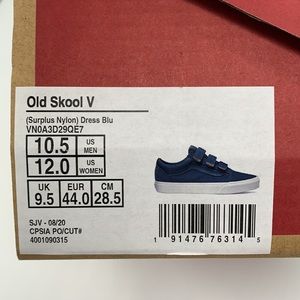 Old Skool V
(Surplus Nylon) Dress Blu
VN0A3D29QE7
10.5 US MEN
12.0 US WOMEN
UK EUR CM
9.5 44.0 28.5
SJV - 08/20
CPSIA PO/CUT#
4001090315
1 91476 76314 5